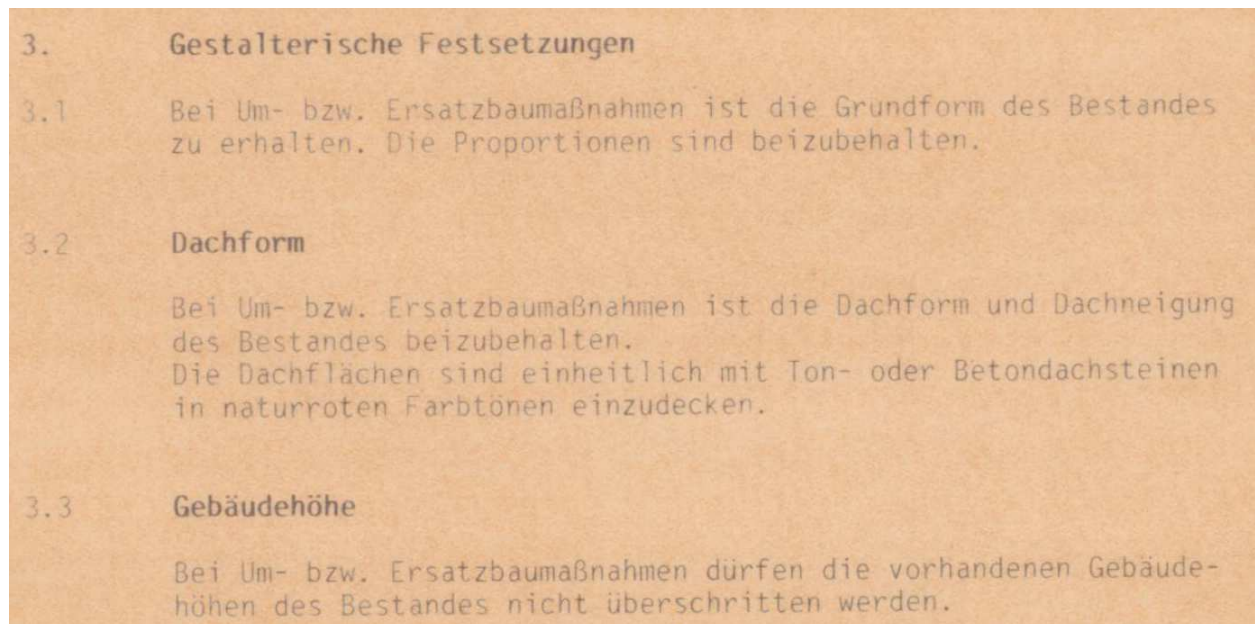 3. Gestalterische Festsetzungen
3.1 Bei Um- bzw. Ersatzbaumaßnahmen ist die Grundform des Bestandes
zu erhalten. Die Proportionen sind beizubehalten.
3.2 Dachform
Bei Um- bzw. Ersatzbaumaßnahmen ist die Dachform und Dachneigung
des Bestandes beizubehalten.
Die Dachflächen sind einheitlich mit Ton- oder Betondachsteinen
in naturroten Farbtönen einzudecken.
3.3 Gebäudehöhe
Bei Um- bzw. Ersatzbaumaßnahmen dürfen die vorhandenen Gebäude-
höhen des Bestandes nicht überschritten werden.